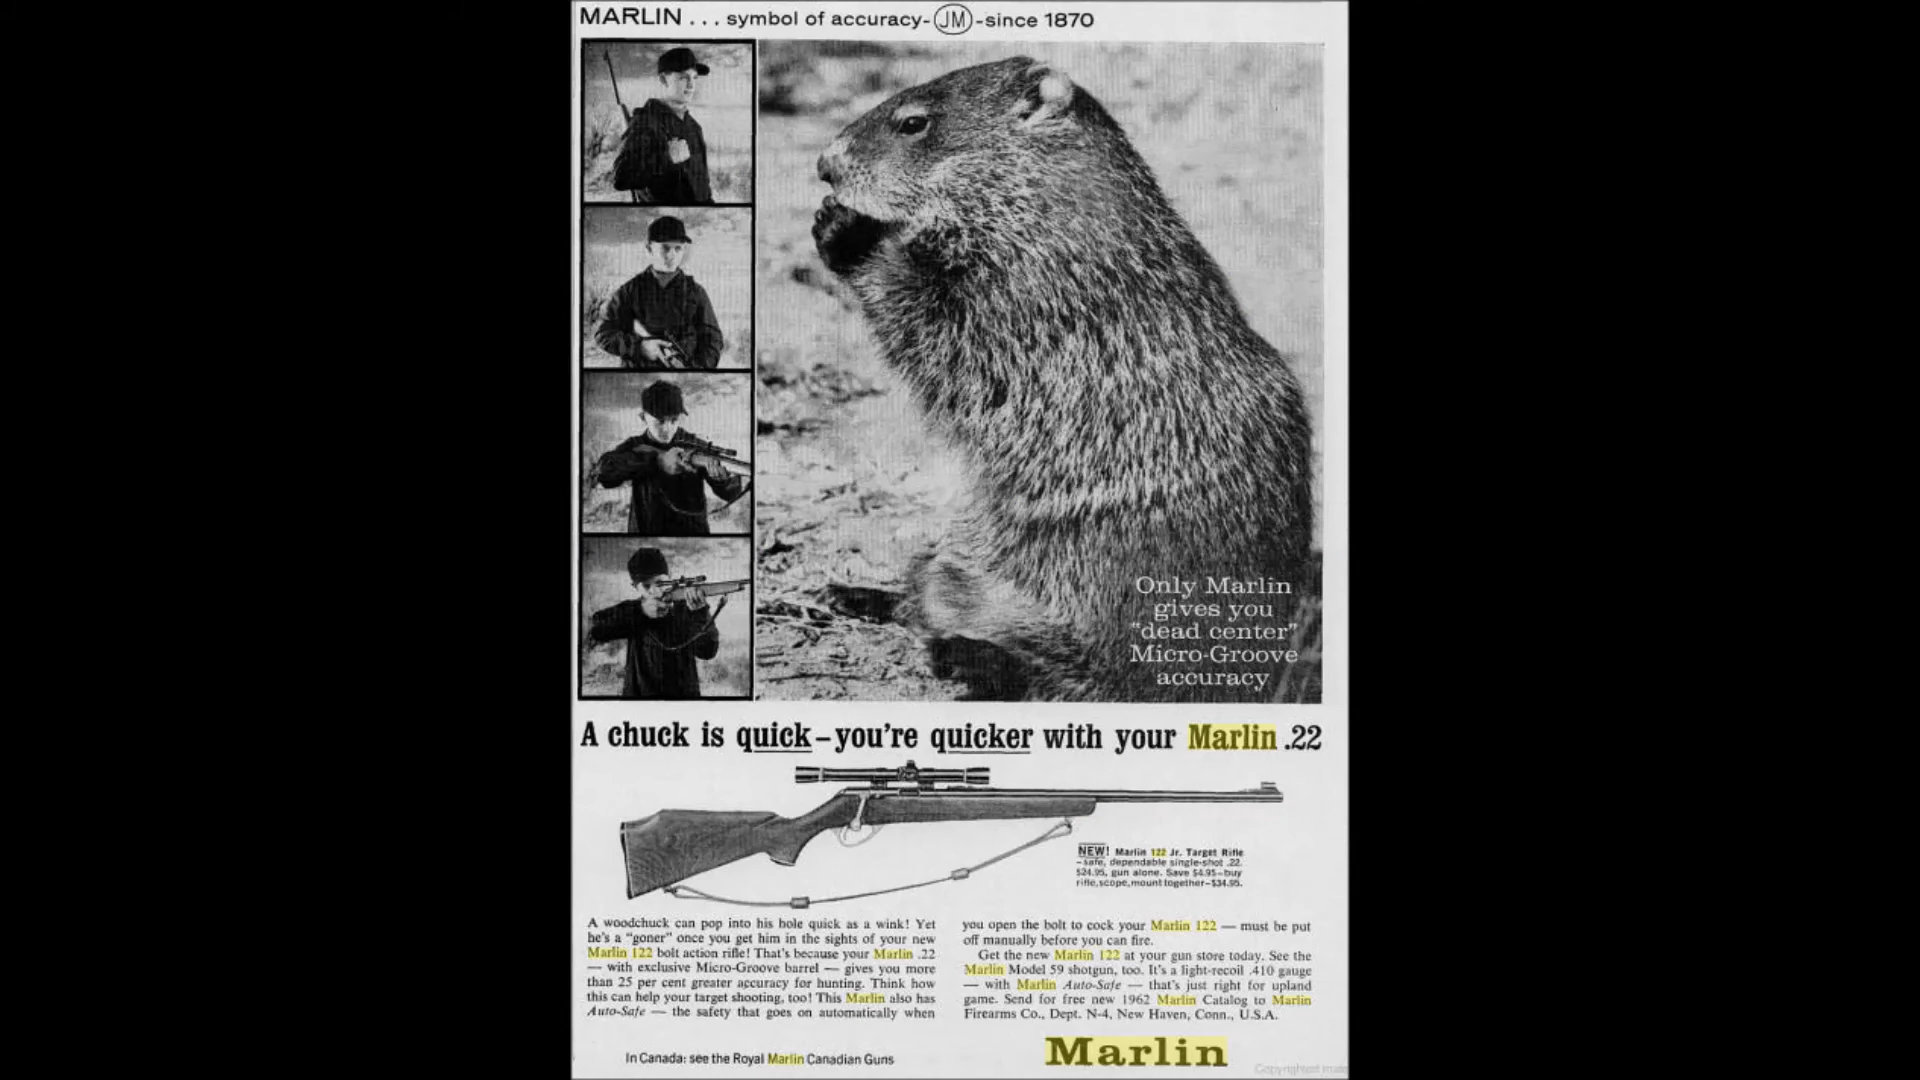 MARLIN . . . symbol of accuracy-JM-since 1870
Only Marlin
gives you
"dead center"
Micro-Groove
accuracy
A chuck is quick–you're quicker with your Marlin .22
NEW! Marlin 122 Jr. Target Rifle
–safe, dependable single-shot .22.
$24.95, gun alone. Save $4.95–buy
rifle, scope, mount together–$34.95.
A woodchuck can pop into his hole quick as a wink! Yet
he's a "goner" once you get him in the sights of your new
Marlin 122 bolt action rifle! That's because your Marlin .22
— with exclusive Micro-Groove barrel — gives you more
than 25 per cent greater accuracy for hunting. Think how
this can help your target shooting, too! This Marlin also has
Auto-Safe — the safety that goes on automatically when
you open the bolt to cock your Marlin 122 — must be put
off manually before you can fire.
Get the new Marlin 122 at your gun store today. See the
Marlin Model 59 shotgun, too. It's a light-recoil .410 gauge
— with Marlin Auto-Safe — that's just right for upland
game. Send for free new 1962 Marlin Catalog to Marlin
Firearms Co., Dept. N-4, New Haven, Conn., U.S.A.
In Canada: see the Royal Marlin Canadian Guns
Marlin
Copyrighted mate